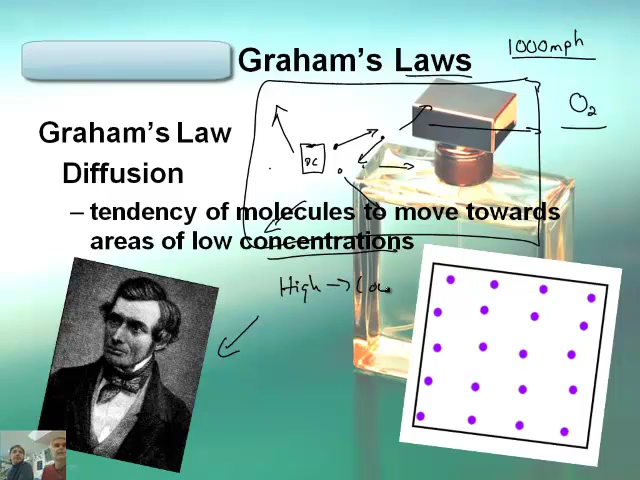 Graham's Laws
1000mph
O2
Graham's Law
Diffusion
PC
– tendency of molecules to move towards
areas of low concentrations
High → Low